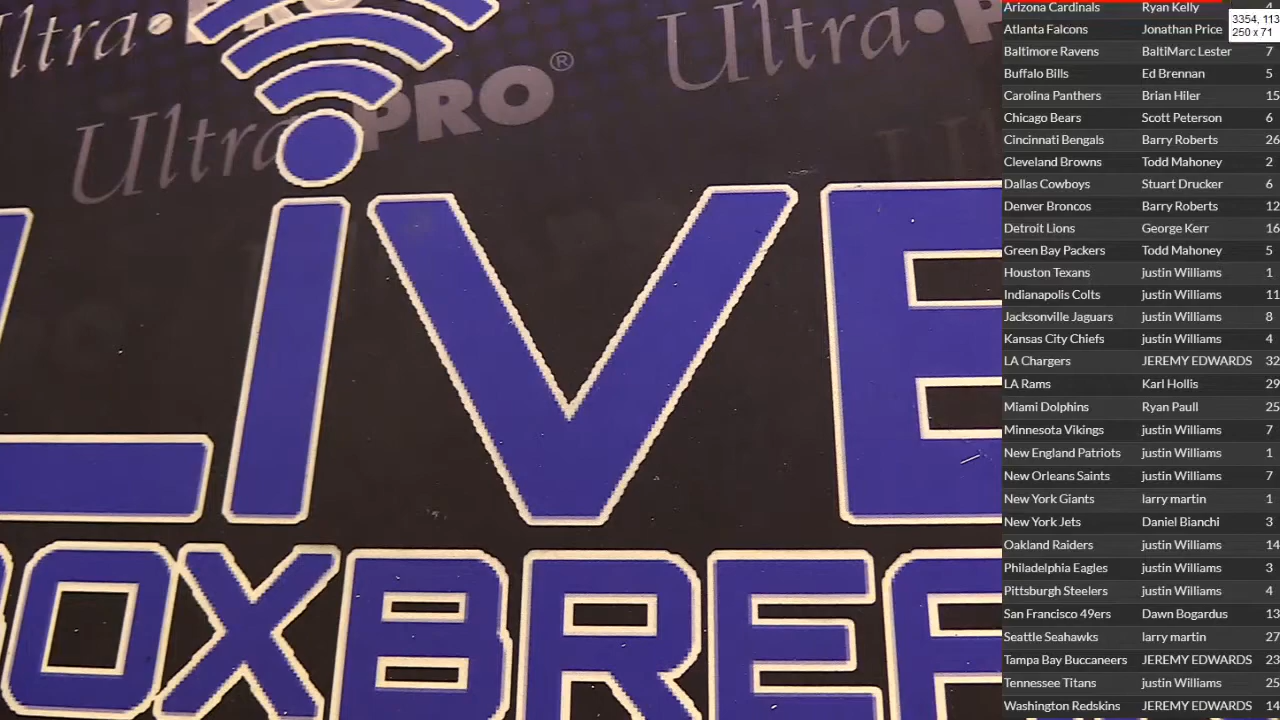 Ultra•PRO
Ultra•PRO®
Ultra•P
LiVE
OXBREA
3354, 113
250 x 71
Arizona Cardinals Ryan Kelly 4
Atlanta Falcons Jonathan Price
Baltimore Ravens BaltiMarc Lester 7
Buffalo Bills Ed Brennan 5
Carolina Panthers Brian Hiler 15
Chicago Bears Scott Peterson 6
Cincinnati Bengals Barry Roberts 26
Cleveland Browns Todd Mahoney 2
Dallas Cowboys Stuart Drucker 6
Denver Broncos Barry Roberts 12
Detroit Lions George Kerr 16
Green Bay Packers Todd Mahoney 5
Houston Texans justin Williams 1
Indianapolis Colts justin Williams 11
Jacksonville Jaguars justin Williams 8
Kansas City Chiefs justin Williams 4
LA Chargers JEREMY EDWARDS 32
LA Rams Karl Hollis 29
Miami Dolphins Ryan Paull 25
Minnesota Vikings justin Williams 7
New England Patriots justin Williams 1
New Orleans Saints justin Williams 7
New York Giants larry martin 1
New York Jets Daniel Bianchi 3
Oakland Raiders justin Williams 14
Philadelphia Eagles justin Williams 3
Pittsburgh Steelers justin Williams 4
San Francisco 49ers Dawn Bogardus 13
Seattle Seahawks larry martin 27
Tampa Bay Buccaneers JEREMY EDWARDS 23
Tennessee Titans justin Williams 25
Washington Redskins JEREMY EDWARDS 14